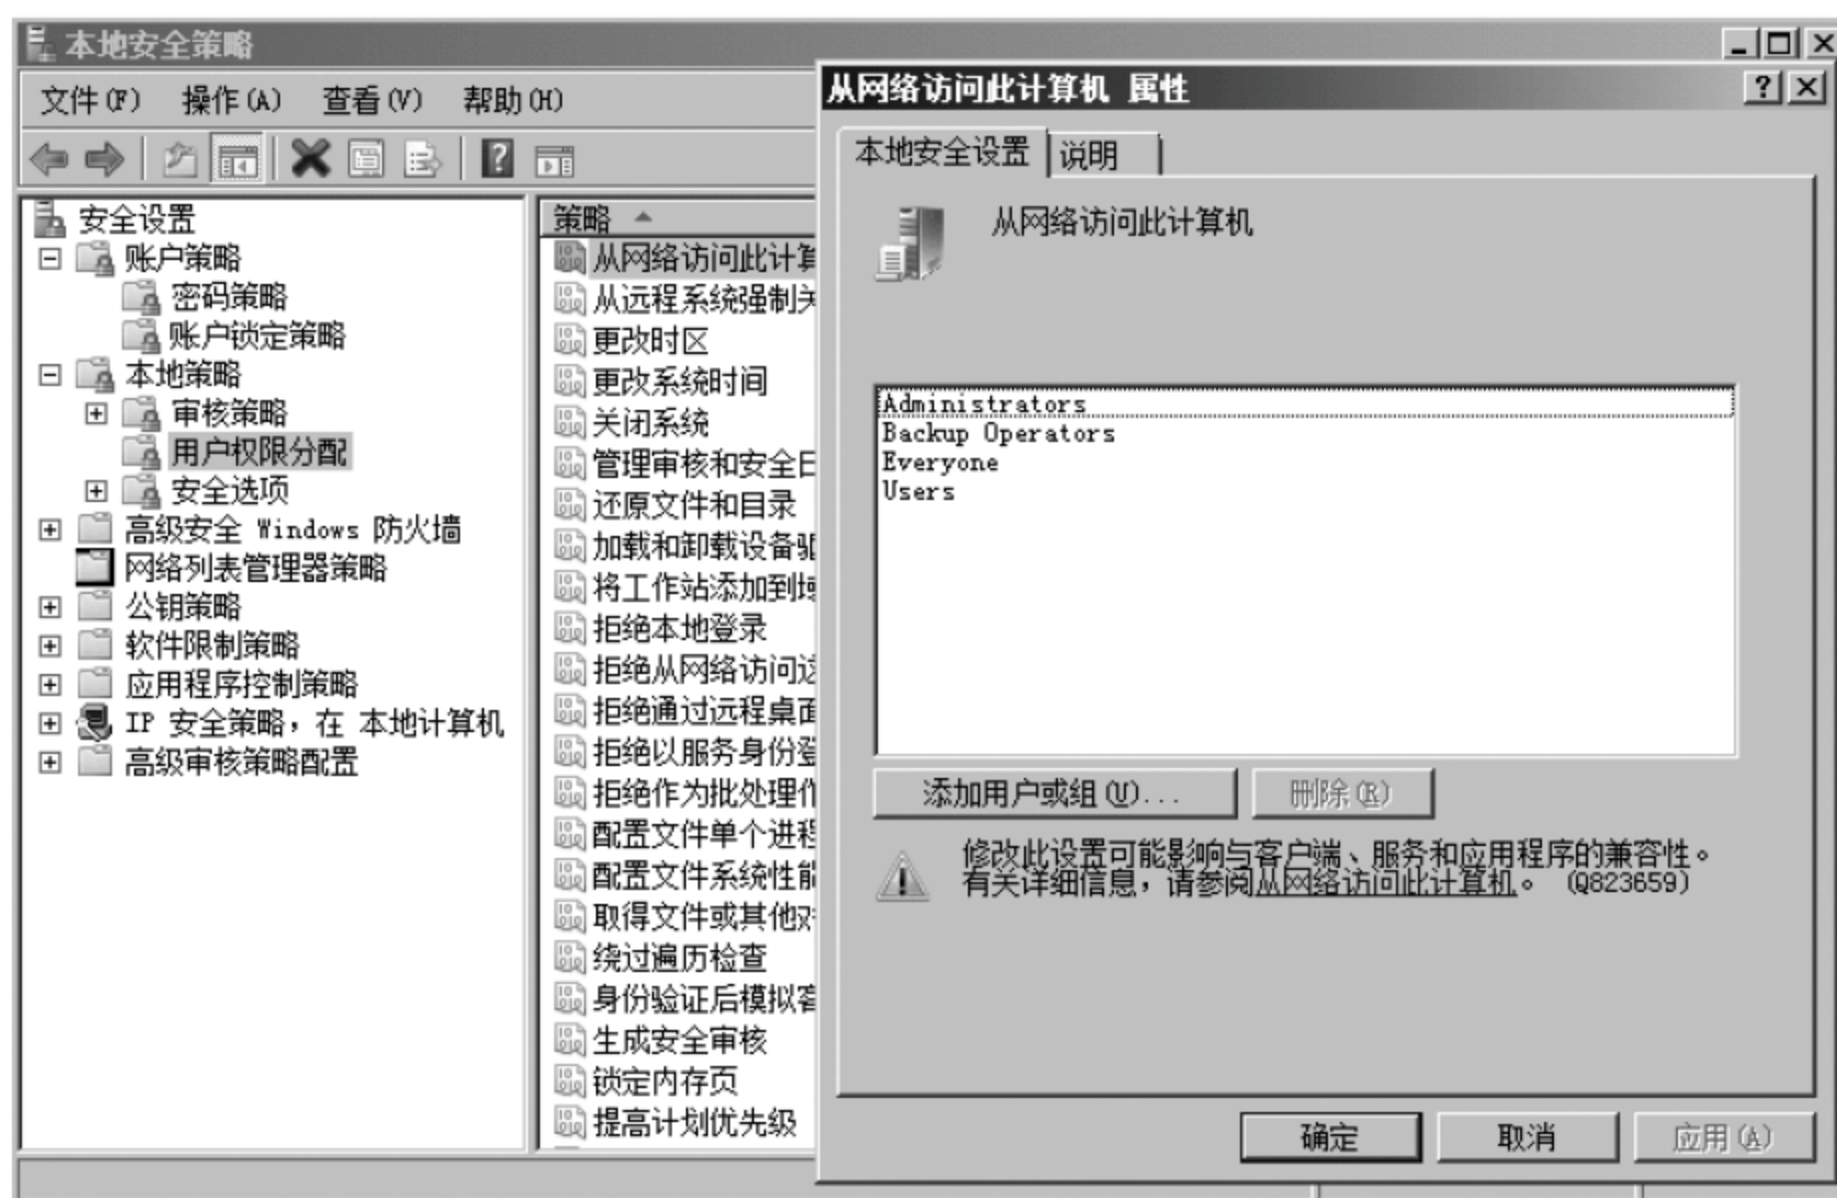 本地安全策略
文件(F) 操作(A) 查看(V) 帮助(H)
安全设置
账户策略
密码策略
账户锁定策略
本地策略
审核策略
用户权限分配
安全选项
高级安全 Windows 防火墙
网络列表管理器策略
公钥策略
软件限制策略
应用程序控制策略
IP 安全策略，在 本地计算机
高级审核策略配置
策略
从网络访问此计算
从远程系统强制关
更改时区
更改系统时间
关闭系统
管理审核和安全日
还原文件和目录
加载和卸载设备驱
将工作站添加到域
拒绝本地登录
拒绝从网络访问这
拒绝通过远程桌面
拒绝以服务身份登
拒绝作为批处理作
配置文件单个进程
配置文件系统性能
取得文件或其他对
绕过遍历检查
身份验证后模拟客
生成安全审核
锁定内存页
提高计划优先级
从网络访问此计算机 属性
本地安全设置 说明
从网络访问此计算机
Administrators
Backup Operators
Everyone
Users
添加用户或组(U)... 删除(R)
修改此设置可能影响与客户端、服务和应用程序的兼容性。
有关详细信息，请参阅从网络访问此计算机。 (Q823659)
确定 取消 应用(A)